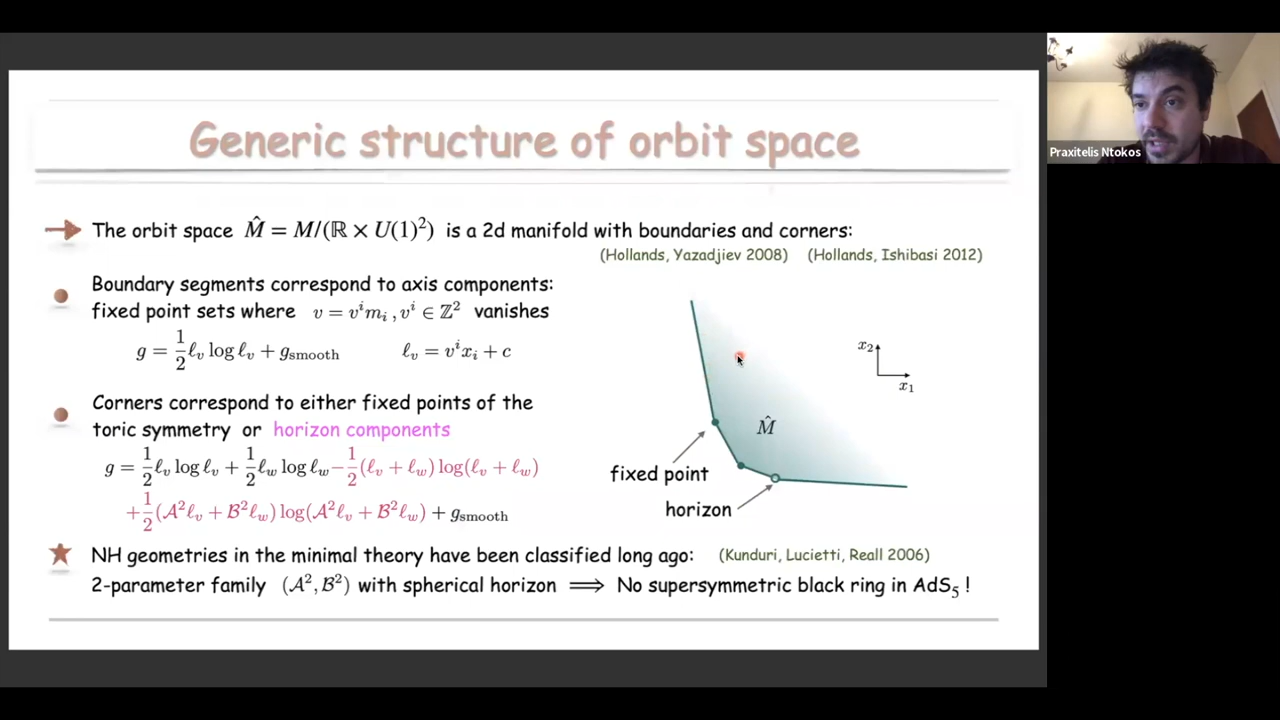 Generic structure of orbit space
The orbit space M̂ = M/(ℝ × U(1)²) is a 2d manifold with boundaries and corners:
(Hollands, Yazadjiev 2008) (Hollands, Ishibasi 2012)
Boundary segments correspond to axis components:
fixed point sets where v = vⁱmᵢ , vⁱ ∈ ℤ² vanishes
g = 1/2 ℓᵥ log ℓᵥ + g_smooth ℓᵥ = vⁱxᵢ + c
Corners correspond to either fixed points of the
toric symmetry or horizon components
g = 1/2 ℓ_v log ℓ_v + 1/2 ℓ_w log ℓ_w − 1/2 (ℓ_v + ℓ_w) log(ℓ_v + ℓ_w)
+ 1/2 (𝒜²ℓ_v + ℬ²ℓ_w) log(𝒜²ℓ_v + ℬ²ℓ_w) + g_smooth
x₂
x₁
M̂
fixed point
horizon
NH geometries in the minimal theory have been classified long ago: (Kunduri, Lucietti, Reall 2006)
2-parameter family (𝒜², ℬ²) with spherical horizon ⟹ No supersymmetric black ring in AdS₅ !
Praxitelis Ntokos